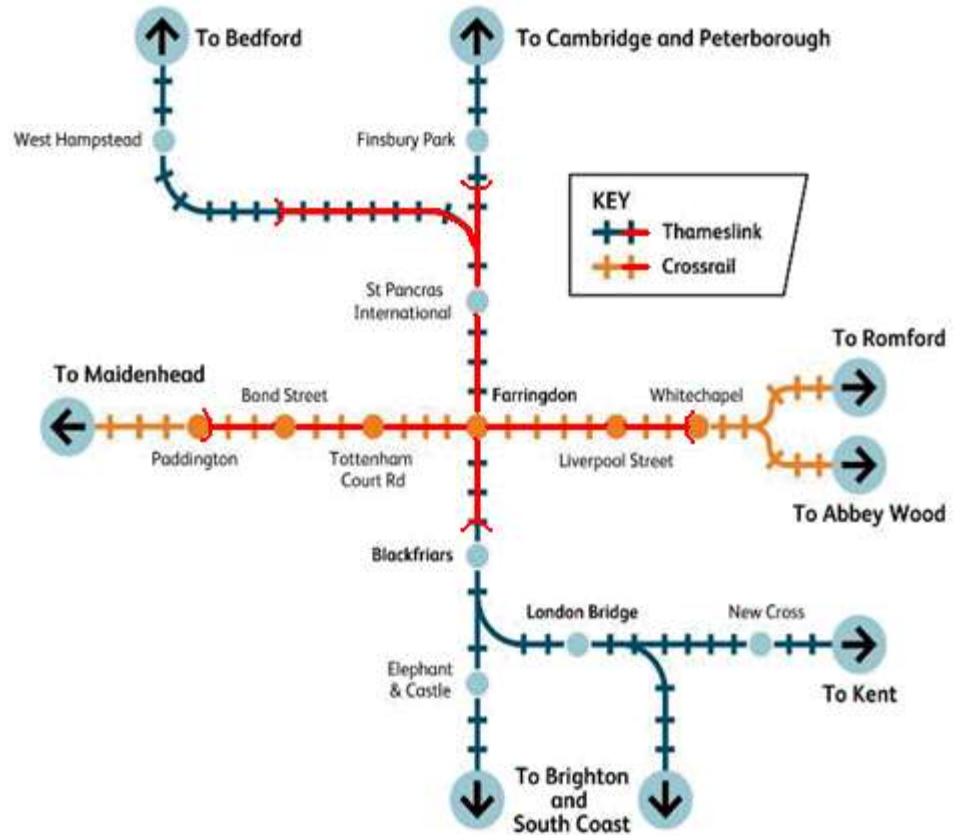 To Bedford
To Cambridge and Peterborough
West Hampstead
Finsbury Park
KEY
Thameslink
Crossrail
St Pancras
International
To Romford
To Maidenhead
Bond Street
Farringdon
Whitechapel
Paddington
Tottenham
Court Rd
Liverpool Street
To Abbey Wood
Blackfriars
London Bridge
New Cross
Elephant
& Castle
To Kent
To Brighton
and
South Coast